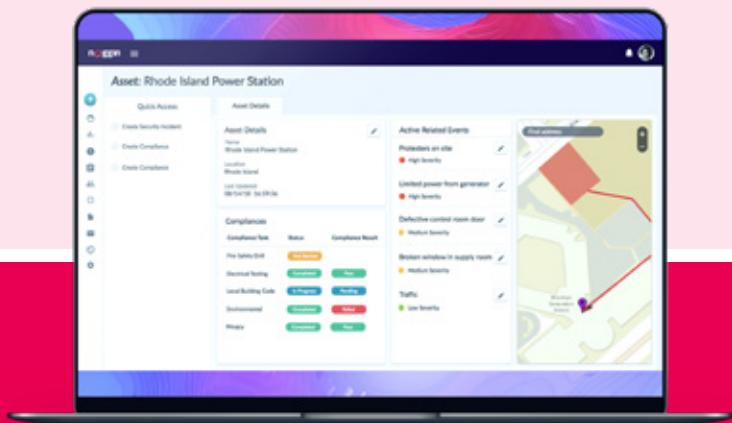 noggin
Asset: Rhode Island Power Station
Quick Access
Create Security Incident
Create Compliance
Create Compliance
Asset Details
Asset Details
Name
Rhode Island Power Station
Location
Rhode Island
Last Updated
Compliances
Compliance Task Status Compliance Result
Fire Safety Drill Not Started
Electrical Testing Completed Pass
Local Building Code In Progress Pending
Environmental Completed Failed
Privacy Completed Pass
Active Related Events
Protesters on site
High Severity
Limited power from generator
High Severity
Defective control room door
Medium Severity
Broken window in supply room
Medium Severity
Traffic
Low Severity
Find address